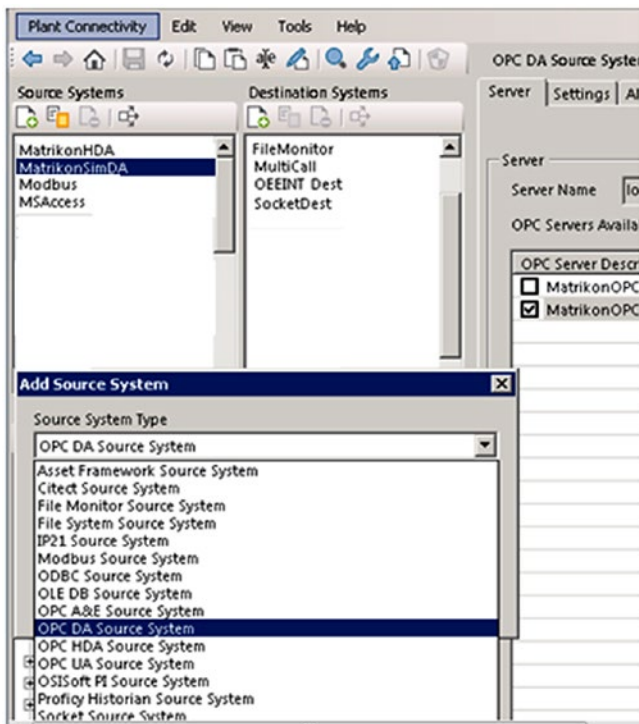 Plant Connectivity Edit View Tools Help
OPC DA Source System
Source Systems
Destination Systems
Server Settings Al
MatrikonHDA
MatrikonSimDA
Modbus
MSAccess
FileMonitor
MultiCall
OEEINT Dest
SocketDest
Server
Server Name lo
OPC Servers Availa
OPC Server Descr
MatrikonOPC
MatrikonOPC
Add Source System
Source System Type
OPC DA Source System
Asset Framework Source System
Citect Source System
File Monitor Source System
File System Source System
IP21 Source System
Modbus Source System
ODBC Source System
OLE DB Source System
OPC A&E Source System
OPC DA Source System
OPC HDA Source System
OPC UA Source System
OSISoft PI Source System
Proficy Historian Source System
Socket Source System